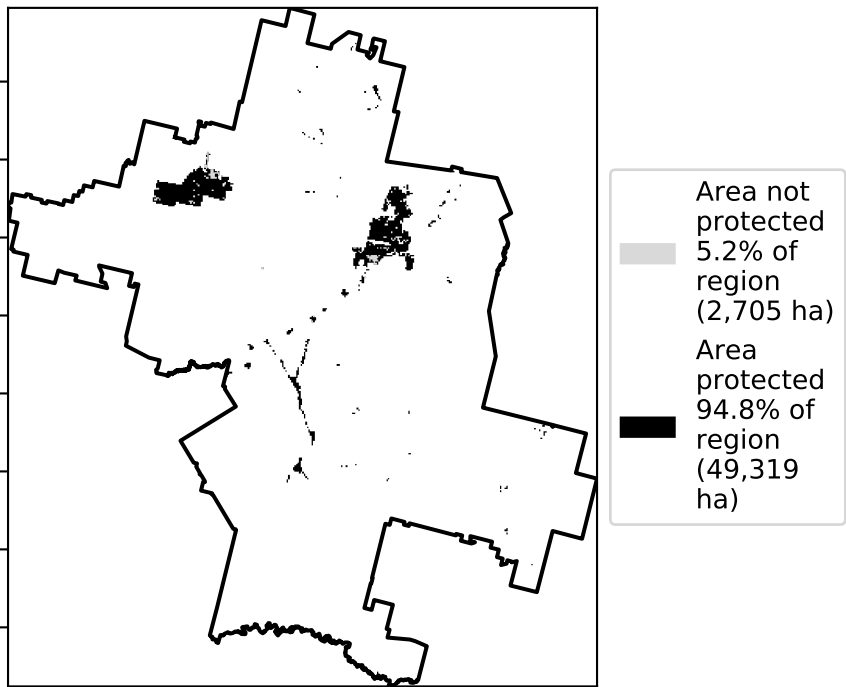 Area not
protected
5.2% of
region
(2,705 ha)
Area
protected
94.8% of
region
(49,319
ha)